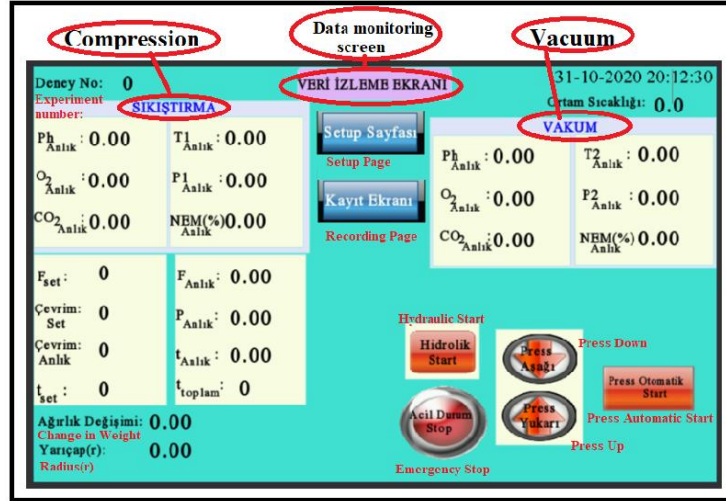 Compression
Data monitoring
screen
Vacuum
Deney No: 0
Experiment
number:
VERİ İZLEME EKRANI
31-10-2020 20:12:30
Ortam Sıcaklığı: 0.0
SIKIŞTIRMA
Ph Anlık : 0.00
T1 Anlık : 0.00
O2 Anlık : 0.00
P1 Anlık : 0.00
CO2 Anlık : 0.00
NEM(%) Anlık 0.00
Setup Sayfası
Setup Page
Kayıt Ekranı
Recording Page
VAKUM
Ph Anlık : 0.00
T2 Anlık : 0.00
O2 Anlık : 0.00
P2 Anlık : 0.00
CO2 Anlık : 0.00
NEM(%) Anlık 0.00
Fset : 0
FAnlık : 0.00
Çevrim: Set 0
PAnlık : 0.00
Çevrim: Anlık 0
tAnlık : 0.00
tset : 0
ttoplam : 0
Ağırlık Değişimi: 0.00
Change in Weight
Yarıçap(r): 0.00
Radius(r)
Hydraulic Start
Hidrolik
Start
Acil Durum
Stop
Emergency Stop
Press
Aşağı
Press Down
Press
Yukarı
Press Up
Press Otomatik
Start
Press Automatic Start